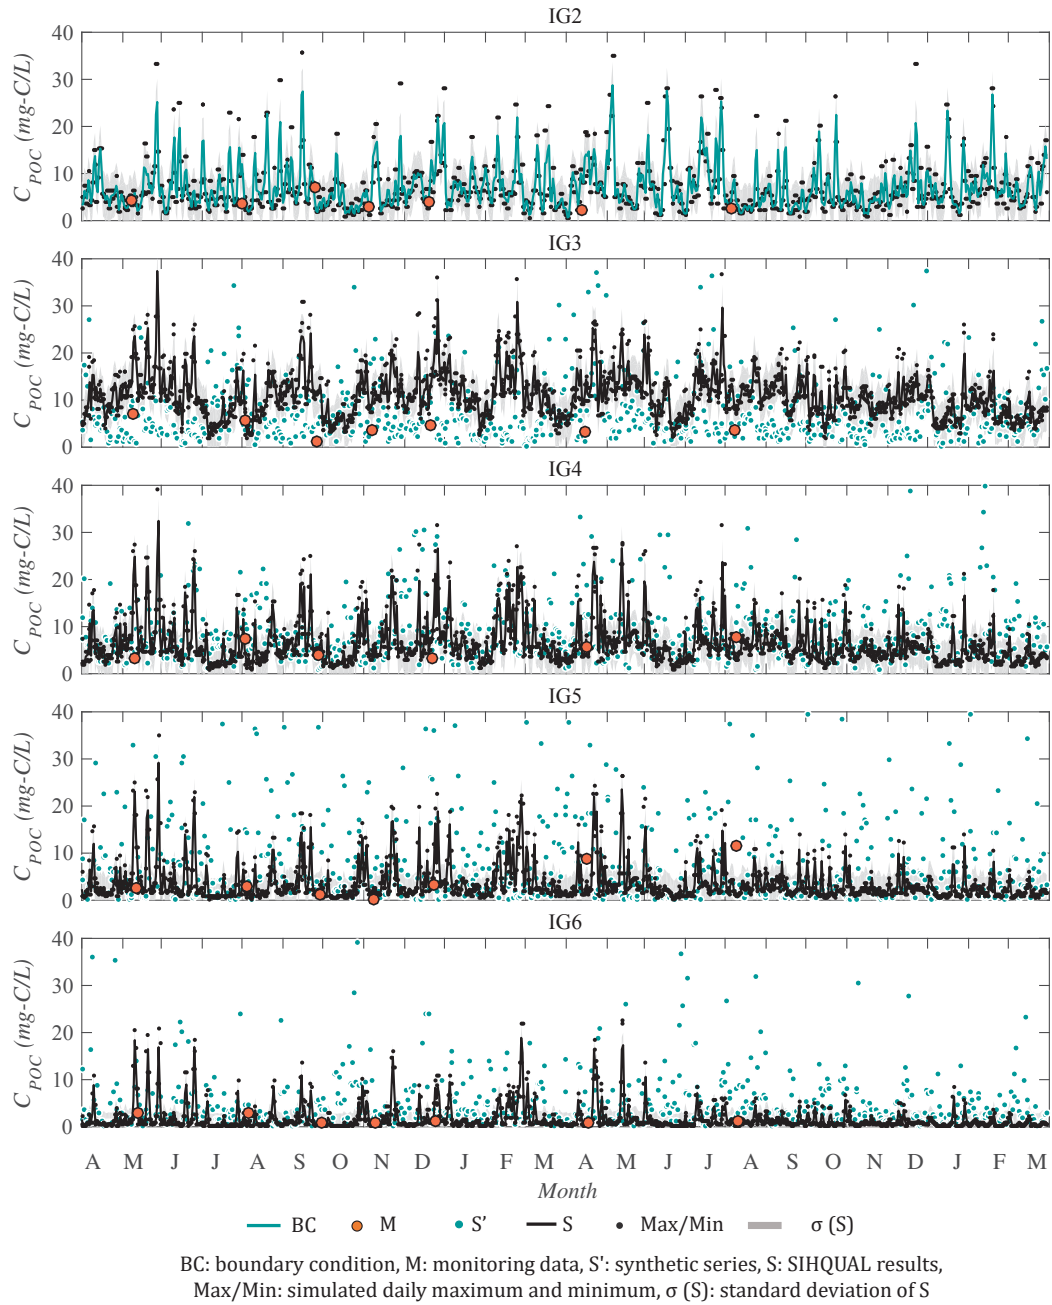 IG2
40
30
20
10
0
C_POC (mg-C/L)
IG3
40
30
20
10
0
C_POC (mg-C/L)
IG4
40
30
20
10
0
C_POC (mg-C/L)
IG5
40
30
20
10
0
C_POC (mg-C/L)
IG6
40
30
20
10
0
C_POC (mg-C/L)
A M J J A S O N D J F M A M J J A S O N D J F M
Month
BC M S' S Max/Min σ (S)
BC: boundary condition, M: monitoring data, S': synthetic series, S: SIHQUAL results,
Max/Min: simulated daily maximum and minimum, σ (S): standard deviation of S